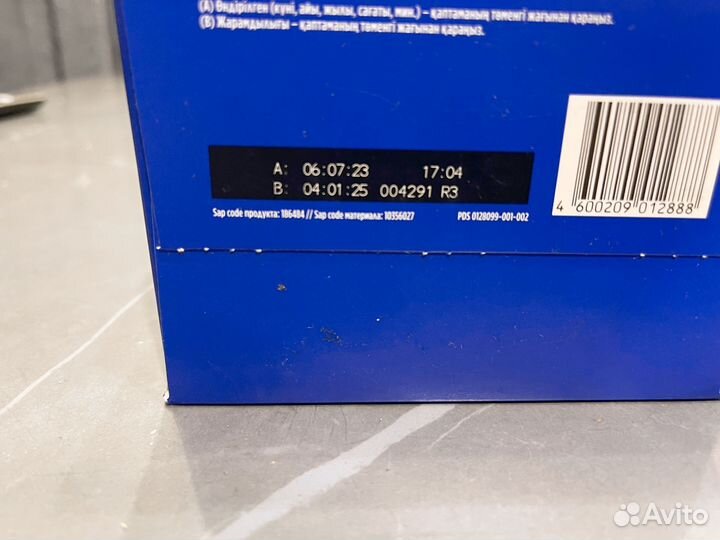 (А) Өндірілген (күні, айы, жылы, сағаты, мин.) – қаптаманың төменгі жағынан қараңыз.
(В) Жарамдылығы – қаптаманың төменгі жағынан қараңыз.
A: 06:07:23 17:04
B: 04:01:25 004291 R3
Sap code продукта: 186484 // Sap code материала: 10356027 PDS 0128099-001-002
4 600209 012888
Avito